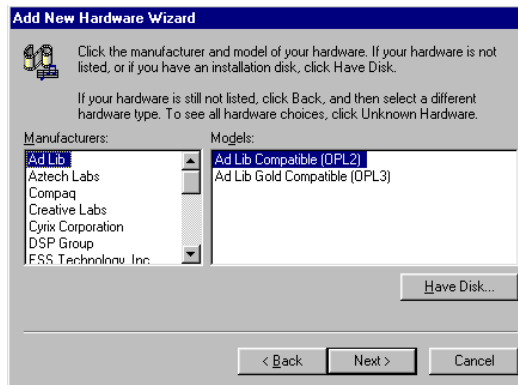 Add New Hardware Wizard
Click the manufacturer and model of your hardware. If your hardware is not
listed, or if you have an installation disk, click Have Disk.
If your hardware is still not listed, click Back, and then select a different
hardware type. To see all hardware choices, click Unknown Hardware.
Manufacturers:
Models:
Ad Lib
Aztech Labs
Compaq
Creative Labs
Cyrix Corporation
DSP Group
ESS Technology, Inc.
Ad Lib Compatible (OPL2)
Ad Lib Gold Compatible (OPL3)
Have Disk...
< Back
Next >
Cancel